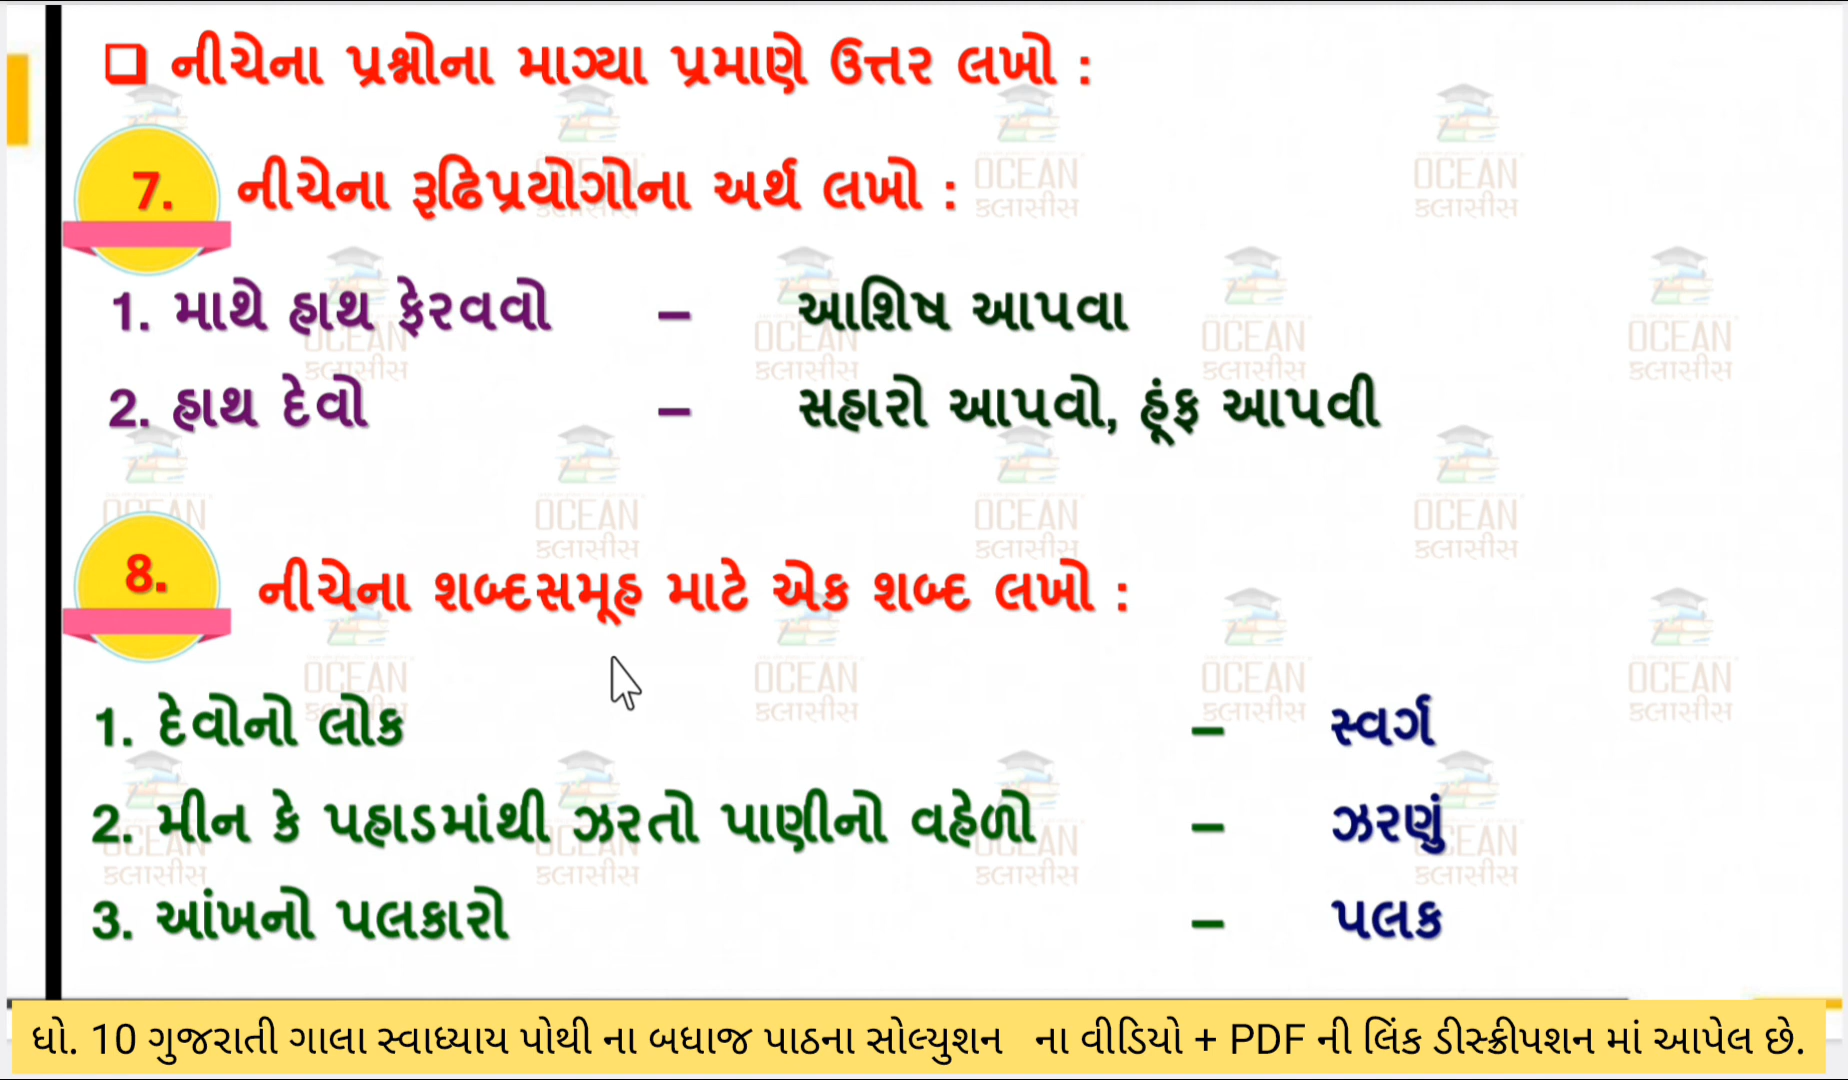 ❑ નીચેના પ્રશ્નોના માગ્યા પ્રમાણે ઉત્તર લખો :
7. નીચેના રૂઢિપ્રયોગોના અર્થ લખો :
1. માથે હાથ ફેરવવો – આશિષ આપવા
2. હાથ દેવો – સહારો આપવો, હૂંફ આપવી
8. નીચેના શબ્દસમૂહ માટે એક શબ્દ લખો :
1. દેવોનો લોક – સ્વર્ગ
2. મીન કે પહાડમાંથી ઝરતો પાણીનો વહેળો – ઝરણું
3. આંખનો પલકારો – પલક
ધો. 10 ગુજરાતી ગાલા સ્વાધ્યાય પોથી ના બધાજ પાઠના સોલ્યુશન ના વીડિયો + PDF ની લિંક ડીસ્ક્રીપશન માં આપેલ છે.
OCEAN
ક્લાસીસ